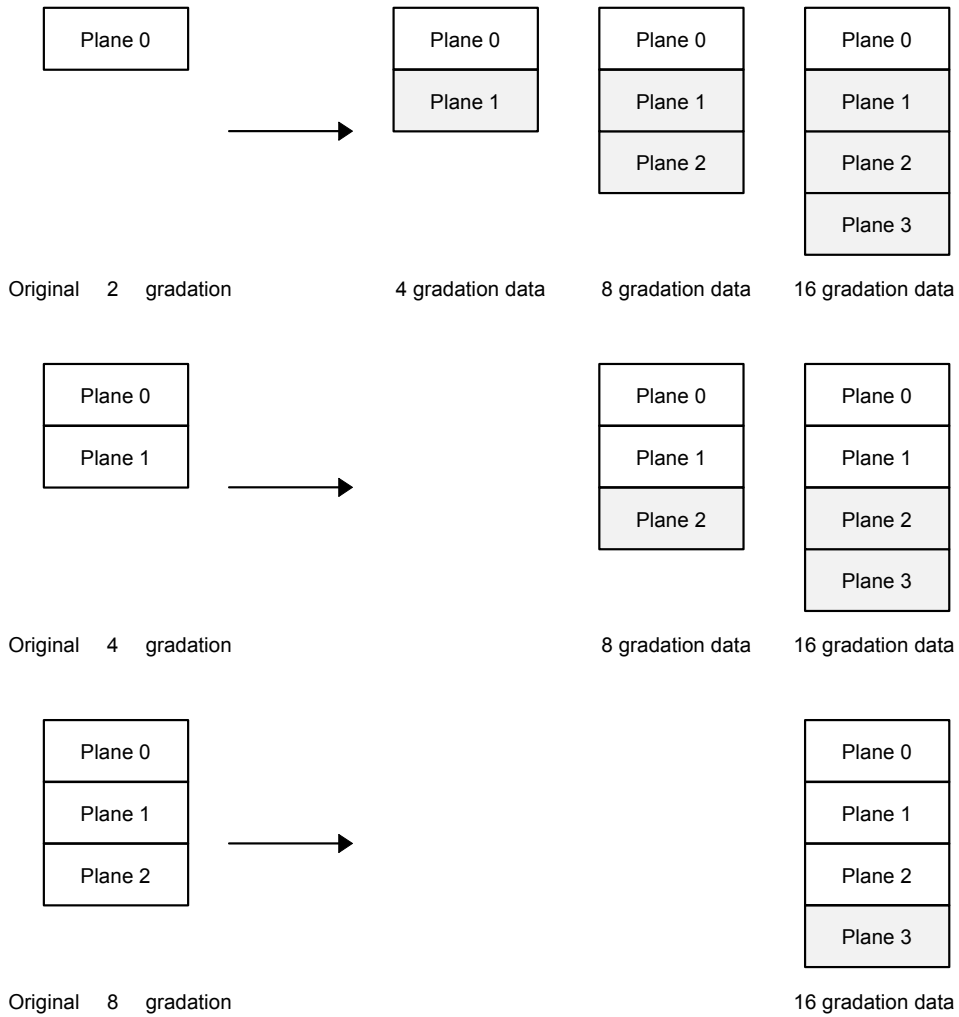 Plane 0 Plane 0 Plane 0 Plane 0
Plane 1 Plane 1 Plane 1
Plane 2 Plane 2
Plane 3
Original 2 gradation 4 gradation data 8 gradation data 16 gradation data
Plane 0 Plane 0 Plane 0
Plane 1 Plane 1 Plane 1
Plane 2 Plane 2
Plane 3
Original 4 gradation 8 gradation data 16 gradation data
Plane 0 Plane 0
Plane 1 Plane 1
Plane 2 Plane 2
Plane 3
Original 8 gradation 16 gradation data